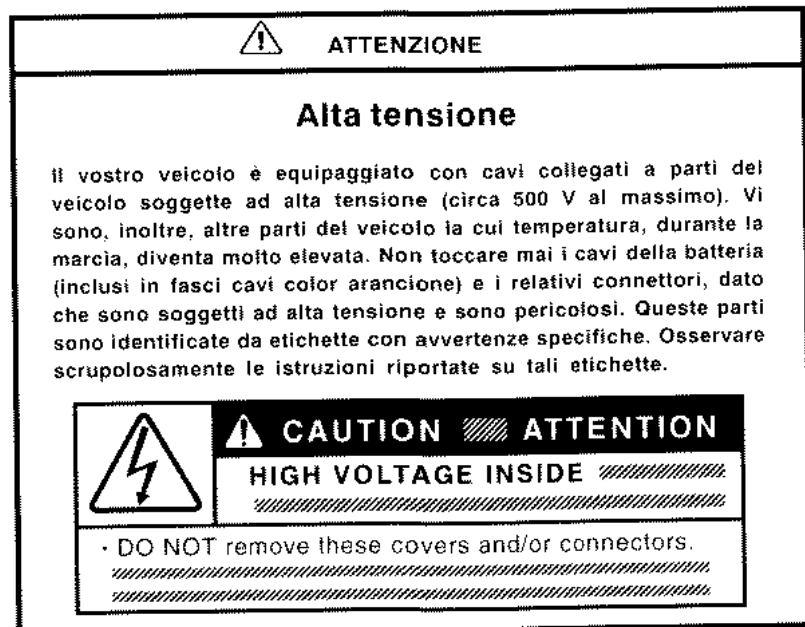 ATTENZIONE
Alta tensione
Il vostro veicolo è equipaggiato con cavi collegati a parti del
veicolo soggette ad alta tensione (circa 500 V al massimo). Vi
sono, inoltre, altre parti del veicolo la cui temperatura, durante la
marcia, diventa molto elevata. Non toccare mai i cavi della batteria
(inclusi in fasci cavi color arancione) e i relativi connettori, dato
che sono soggetti ad alta tensione e sono pericolosi. Queste parti
sono identificate da etichette con avvertenze specifiche. Osservare
scrupolosamente le istruzioni riportate su tali etichette.
CAUTION ATTENTION
HIGH VOLTAGE INSIDE
· DO NOT remove these covers and/or connectors.